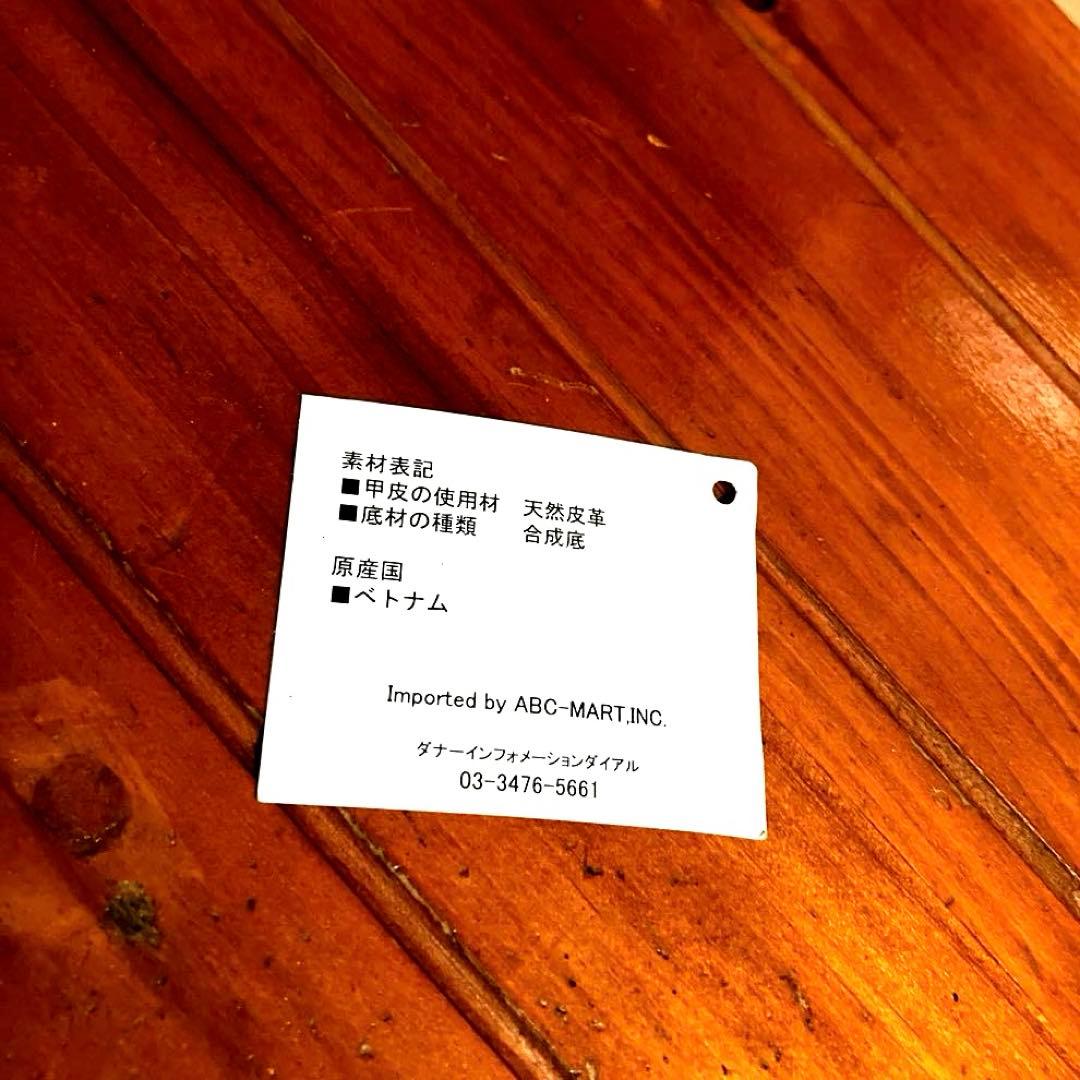 素材表記
■甲皮の使用材　天然皮革
■底材の種類　合成底
原産国
■ベトナム
Imported by ABC-MART,INC.
ダナーインフォメーションダイアル
03-3476-5661